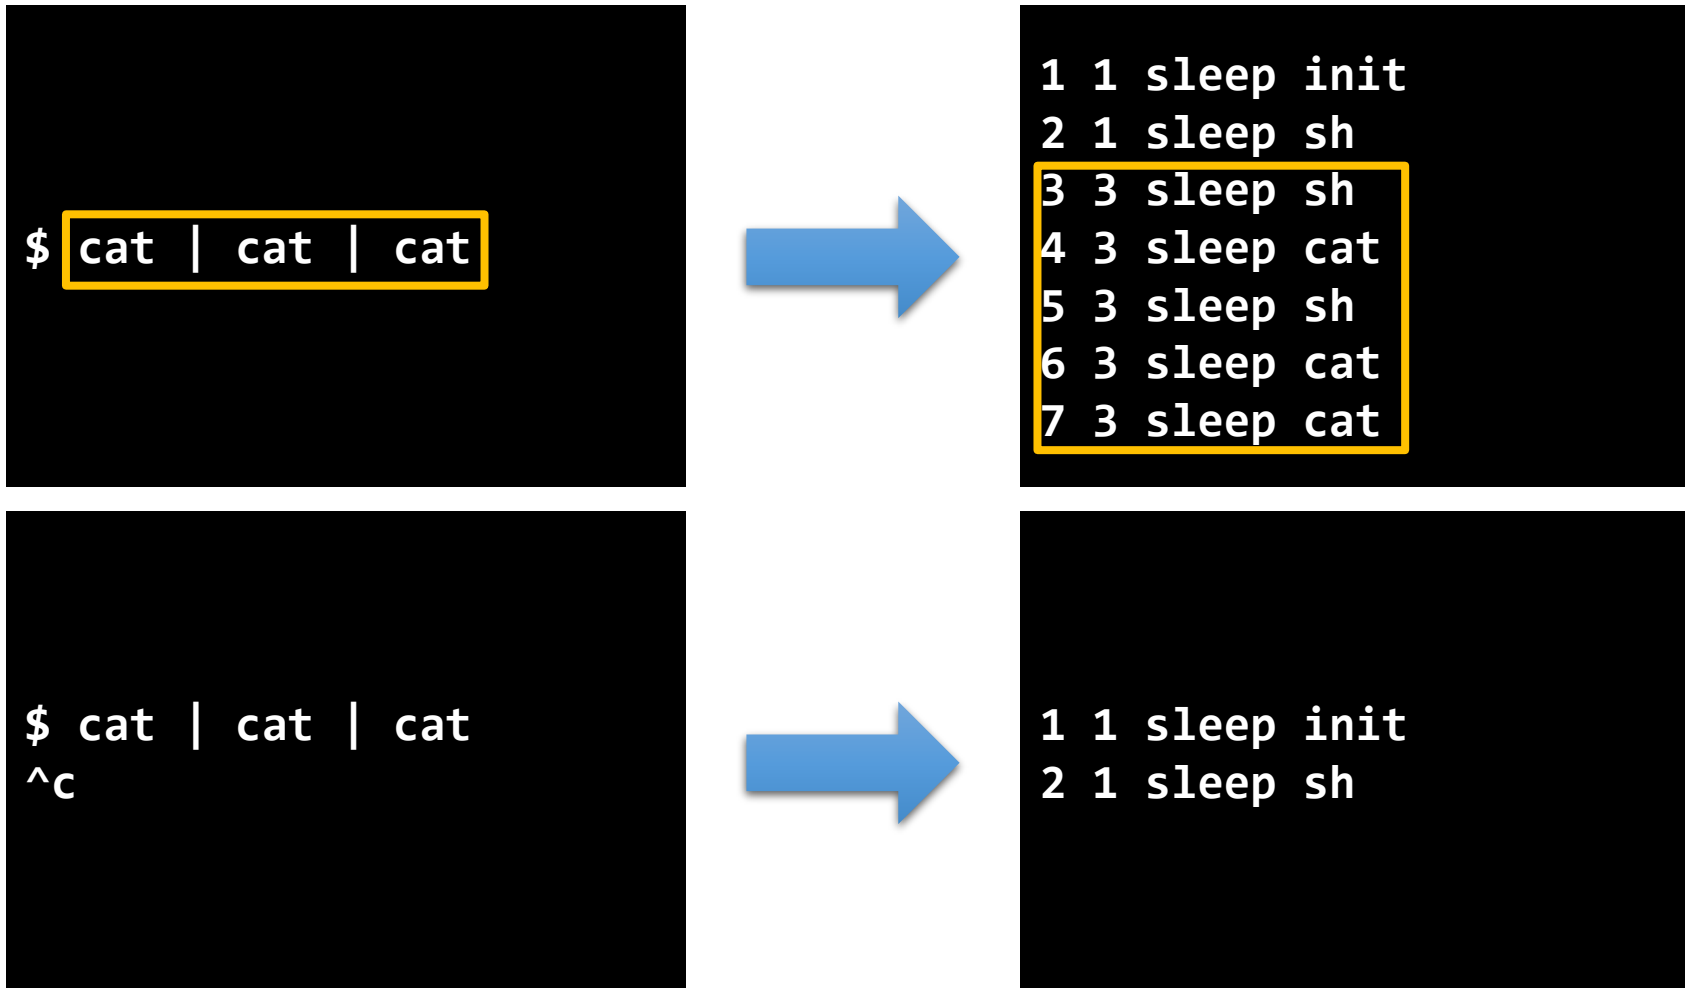 $ cat | cat | cat
1 1 sleep init
2 1 sleep sh
3 3 sleep sh
4 3 sleep cat
5 3 sleep sh
6 3 sleep cat
7 3 sleep cat
$ cat | cat | cat
^c
1 1 sleep init
2 1 sleep sh